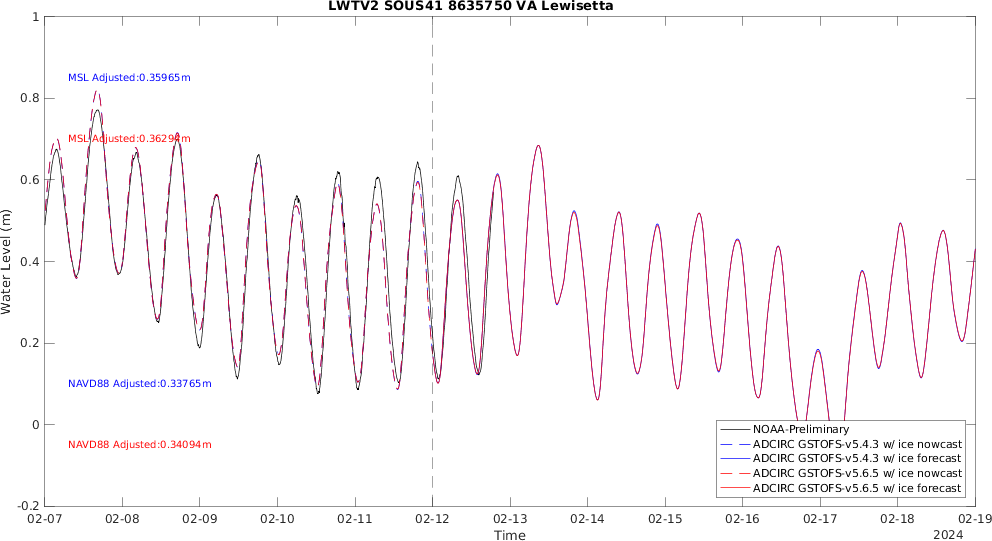 LWTV2 SOUS41 8635750 VA Lewisetta
1
0.8
0.6
0.4
0.2
0
-0.2
Water Level (m)
MSL Adjusted:0.35965m
MSL Adjusted:0.36294m
NAVD88 Adjusted:0.33765m
NAVD88 Adjusted:0.34094m
NOAA-Preliminary
ADCIRC GSTOFS-v5.4.3 w/ ice nowcast
ADCIRC GSTOFS-v5.4.3 w/ ice forecast
ADCIRC GSTOFS-v5.6.5 w/ ice nowcast
ADCIRC GSTOFS-v5.6.5 w/ ice forecast
02-07 02-08 02-09 02-10 02-11 02-12 02-13 02-14 02-15 02-16 02-17 02-18 02-19
Time
2024